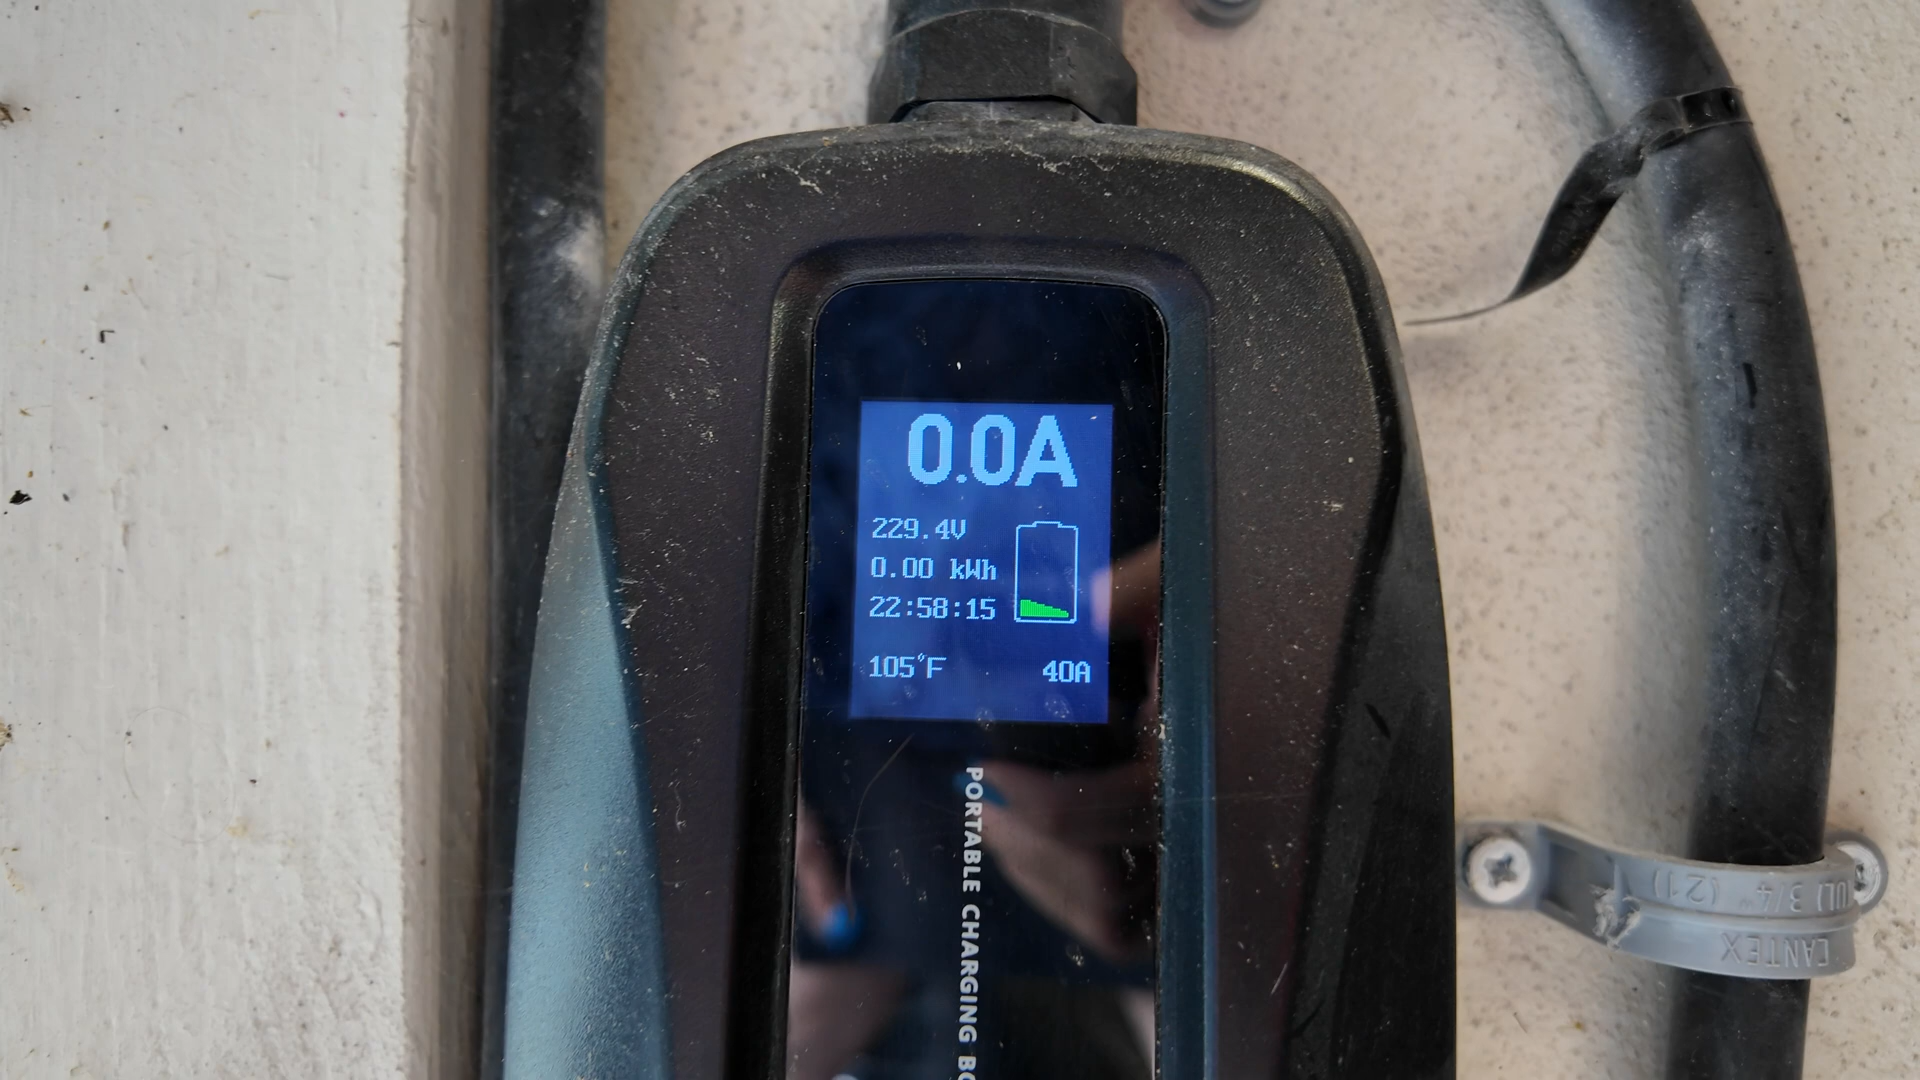 0.0A
229.4V
0.00 kWh
22:58:15
105°F 40A
PORTABLE CHARGING
(UL) 3/4" (21)
CANTEX